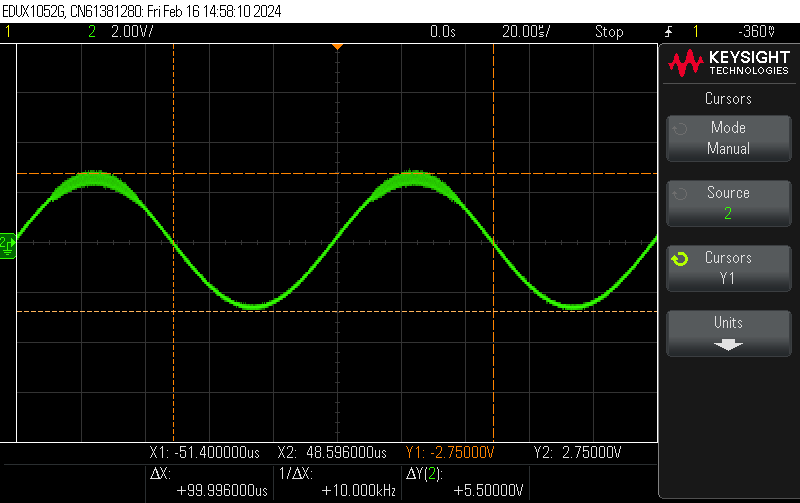 EDUX1052G, CN61381280: Fri Feb 16 14:58:10 2024
1 2 2.00V/ 0.0s 20.00us/ Stop 1 -360mV
KEYSIGHT
TECHNOLOGIES
Cursors
Mode
Manual
Source
2
Cursors
Y1
Units
2
X1: -51.400000us X2: 48.596000us Y1: -2.75000V Y2: 2.75000V
ΔX: 1/ΔX: ΔY(2):
+99.996000us +10.000kHz +5.50000V